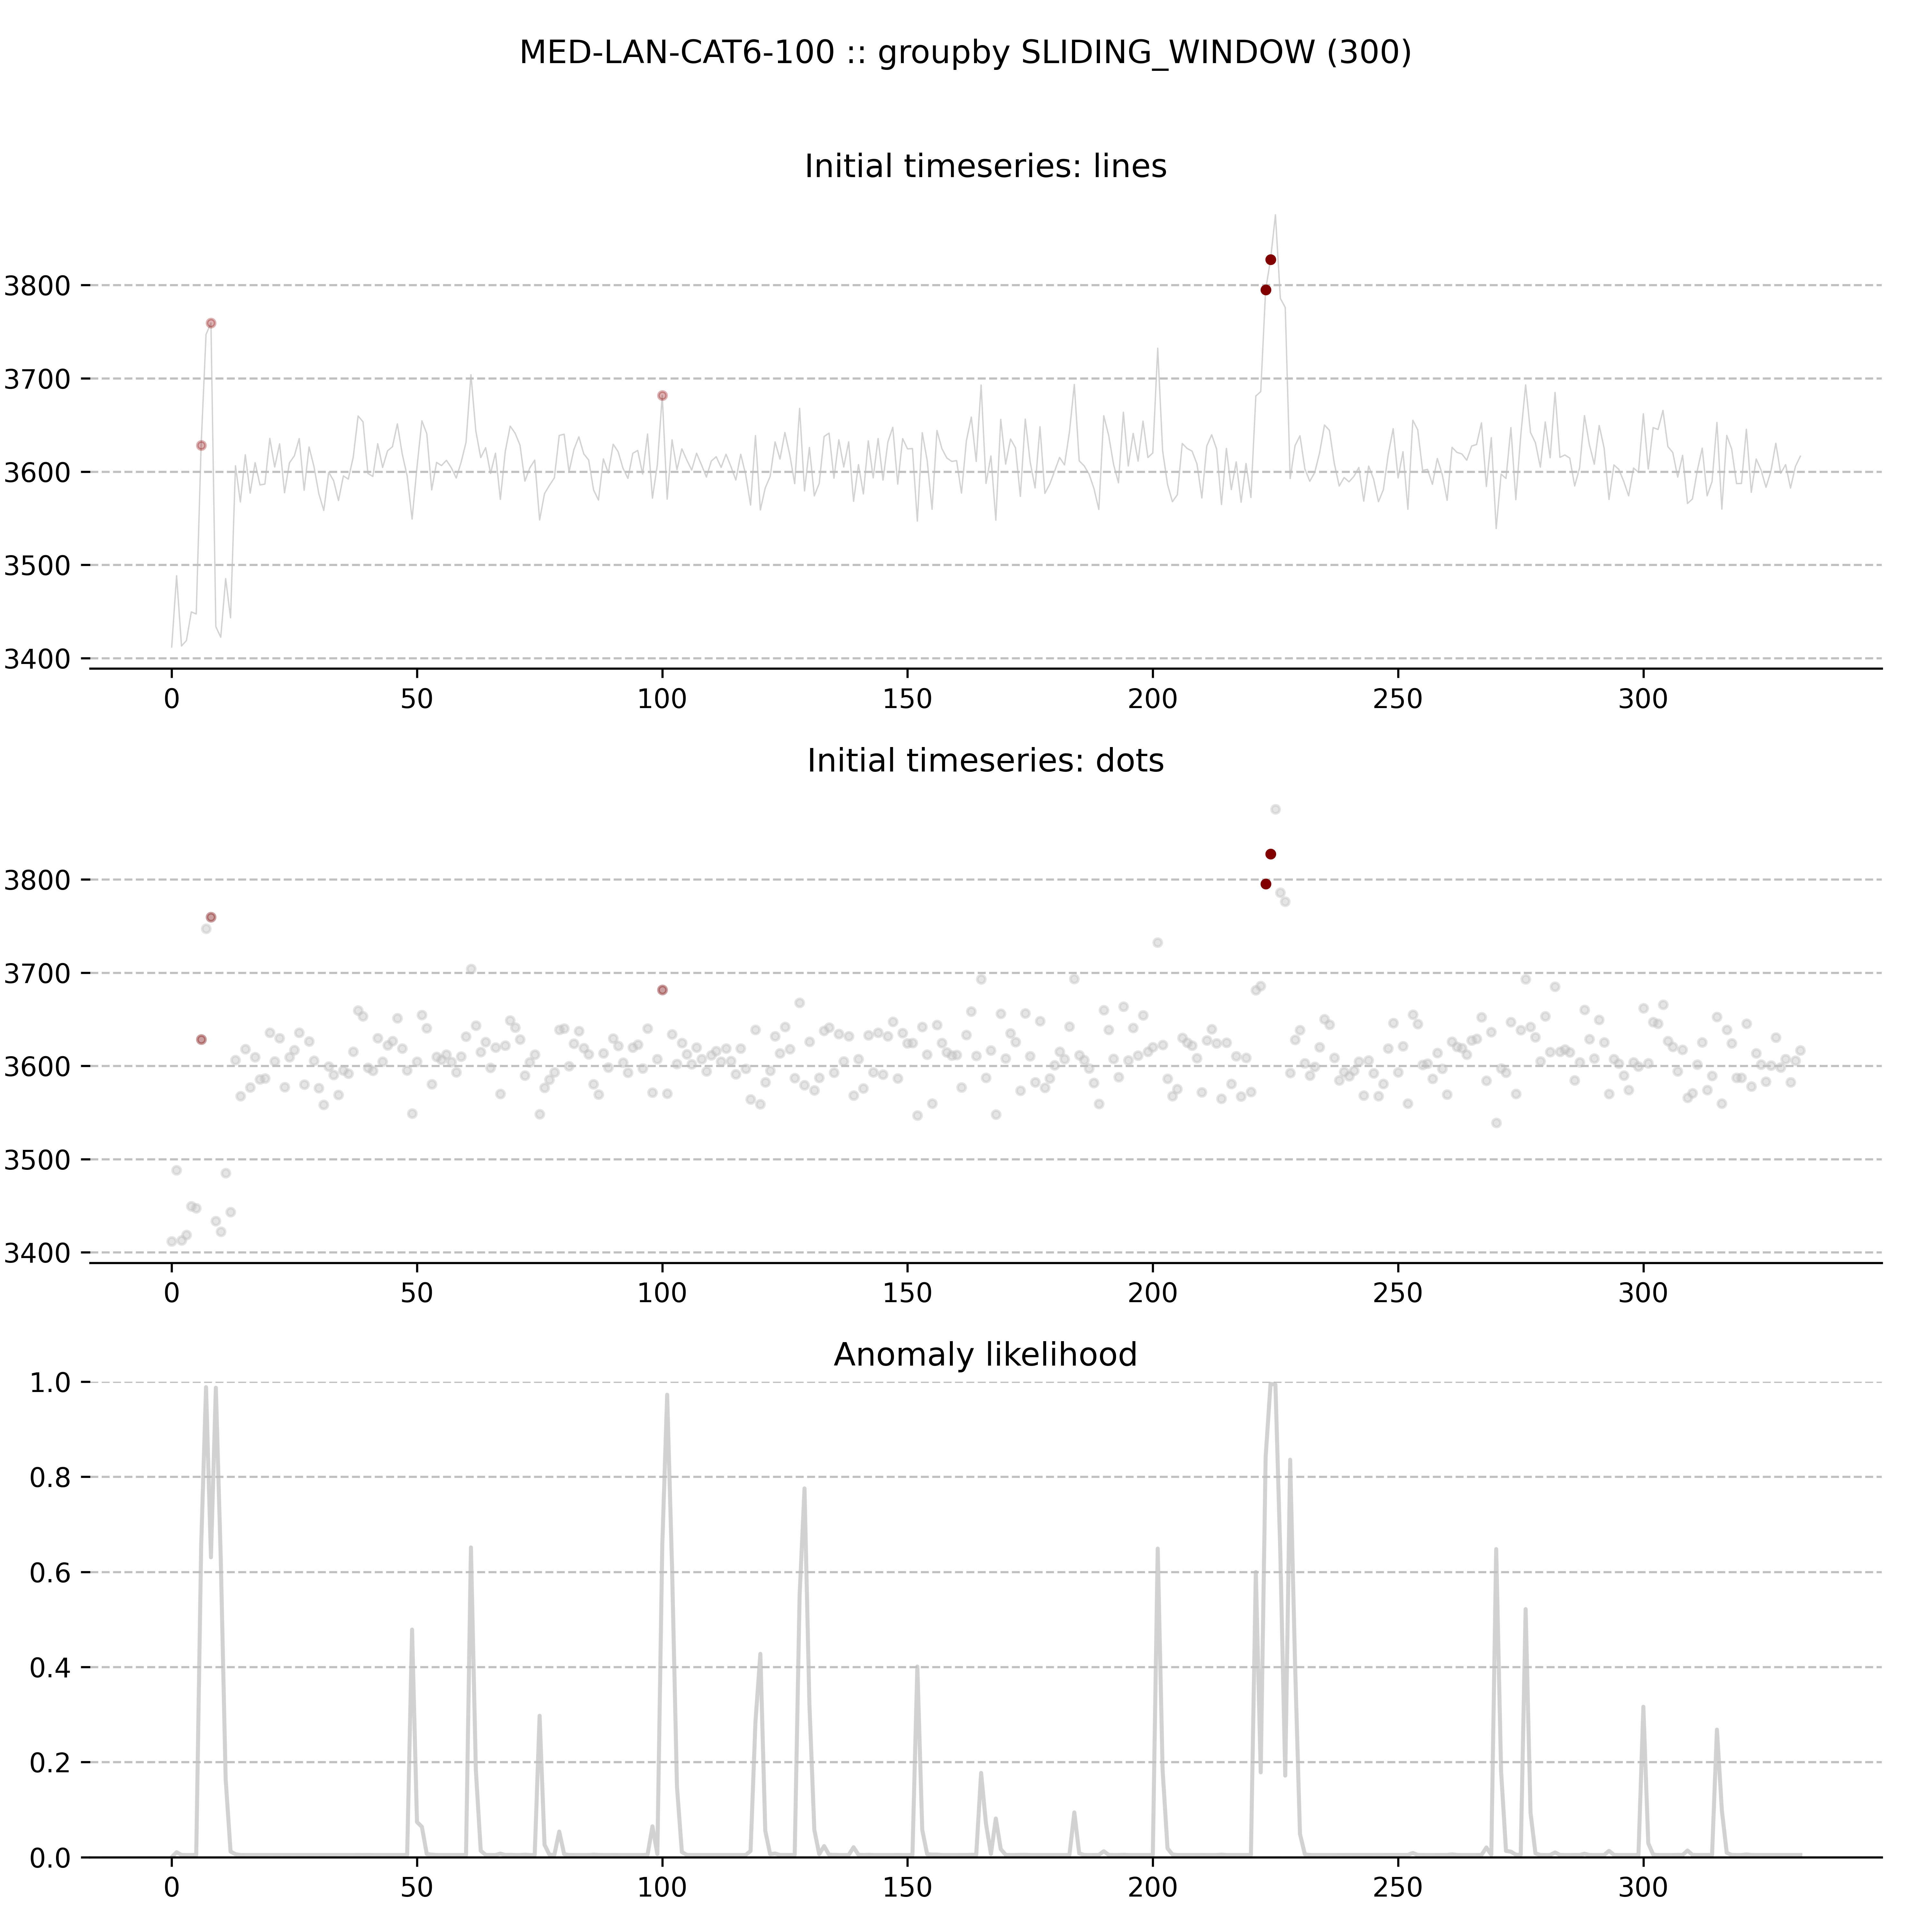 MED-LAN-CAT6-100 :: groupby SLIDING_WINDOW (300)
Initial timeseries: lines
3800
3700
3600
3500
3400
0 50 100 150 200 250 300
Initial timeseries: dots
3800
3700
3600
3500
3400
0 50 100 150 200 250 300
Anomaly likelihood
1.0
0.8
0.6
0.4
0.2
0.0
0 50 100 150 200 250 300